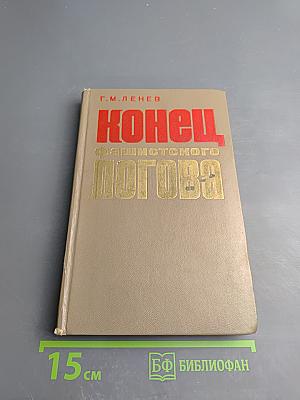 Г.М.ЛЕНЕВ
КОНЕЦ
ФАШИСТСКОГО
ЛОГОВА
15 СМ
БФ БИБЛИОФАН